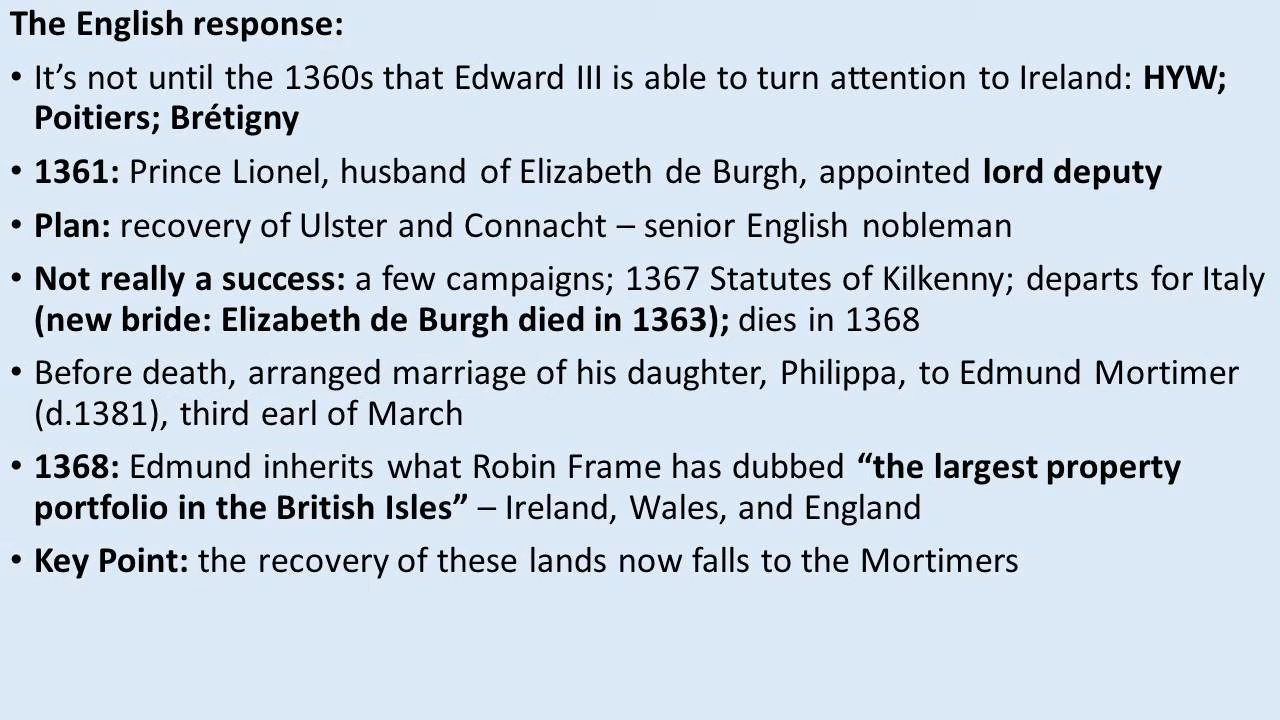 The English response:
• It’s not until the 1360s that Edward III is able to turn attention to Ireland: HYW;
Poitiers; Brétigny
• 1361: Prince Lionel, husband of Elizabeth de Burgh, appointed lord deputy
• Plan: recovery of Ulster and Connacht – senior English nobleman
• Not really a success: a few campaigns; 1367 Statutes of Kilkenny; departs for Italy
(new bride: Elizabeth de Burgh died in 1363); dies in 1368
• Before death, arranged marriage of his daughter, Philippa, to Edmund Mortimer
(d.1381), third earl of March
• 1368: Edmund inherits what Robin Frame has dubbed “the largest property
portfolio in the British Isles” – Ireland, Wales, and England
• Key Point: the recovery of these lands now falls to the Mortimers